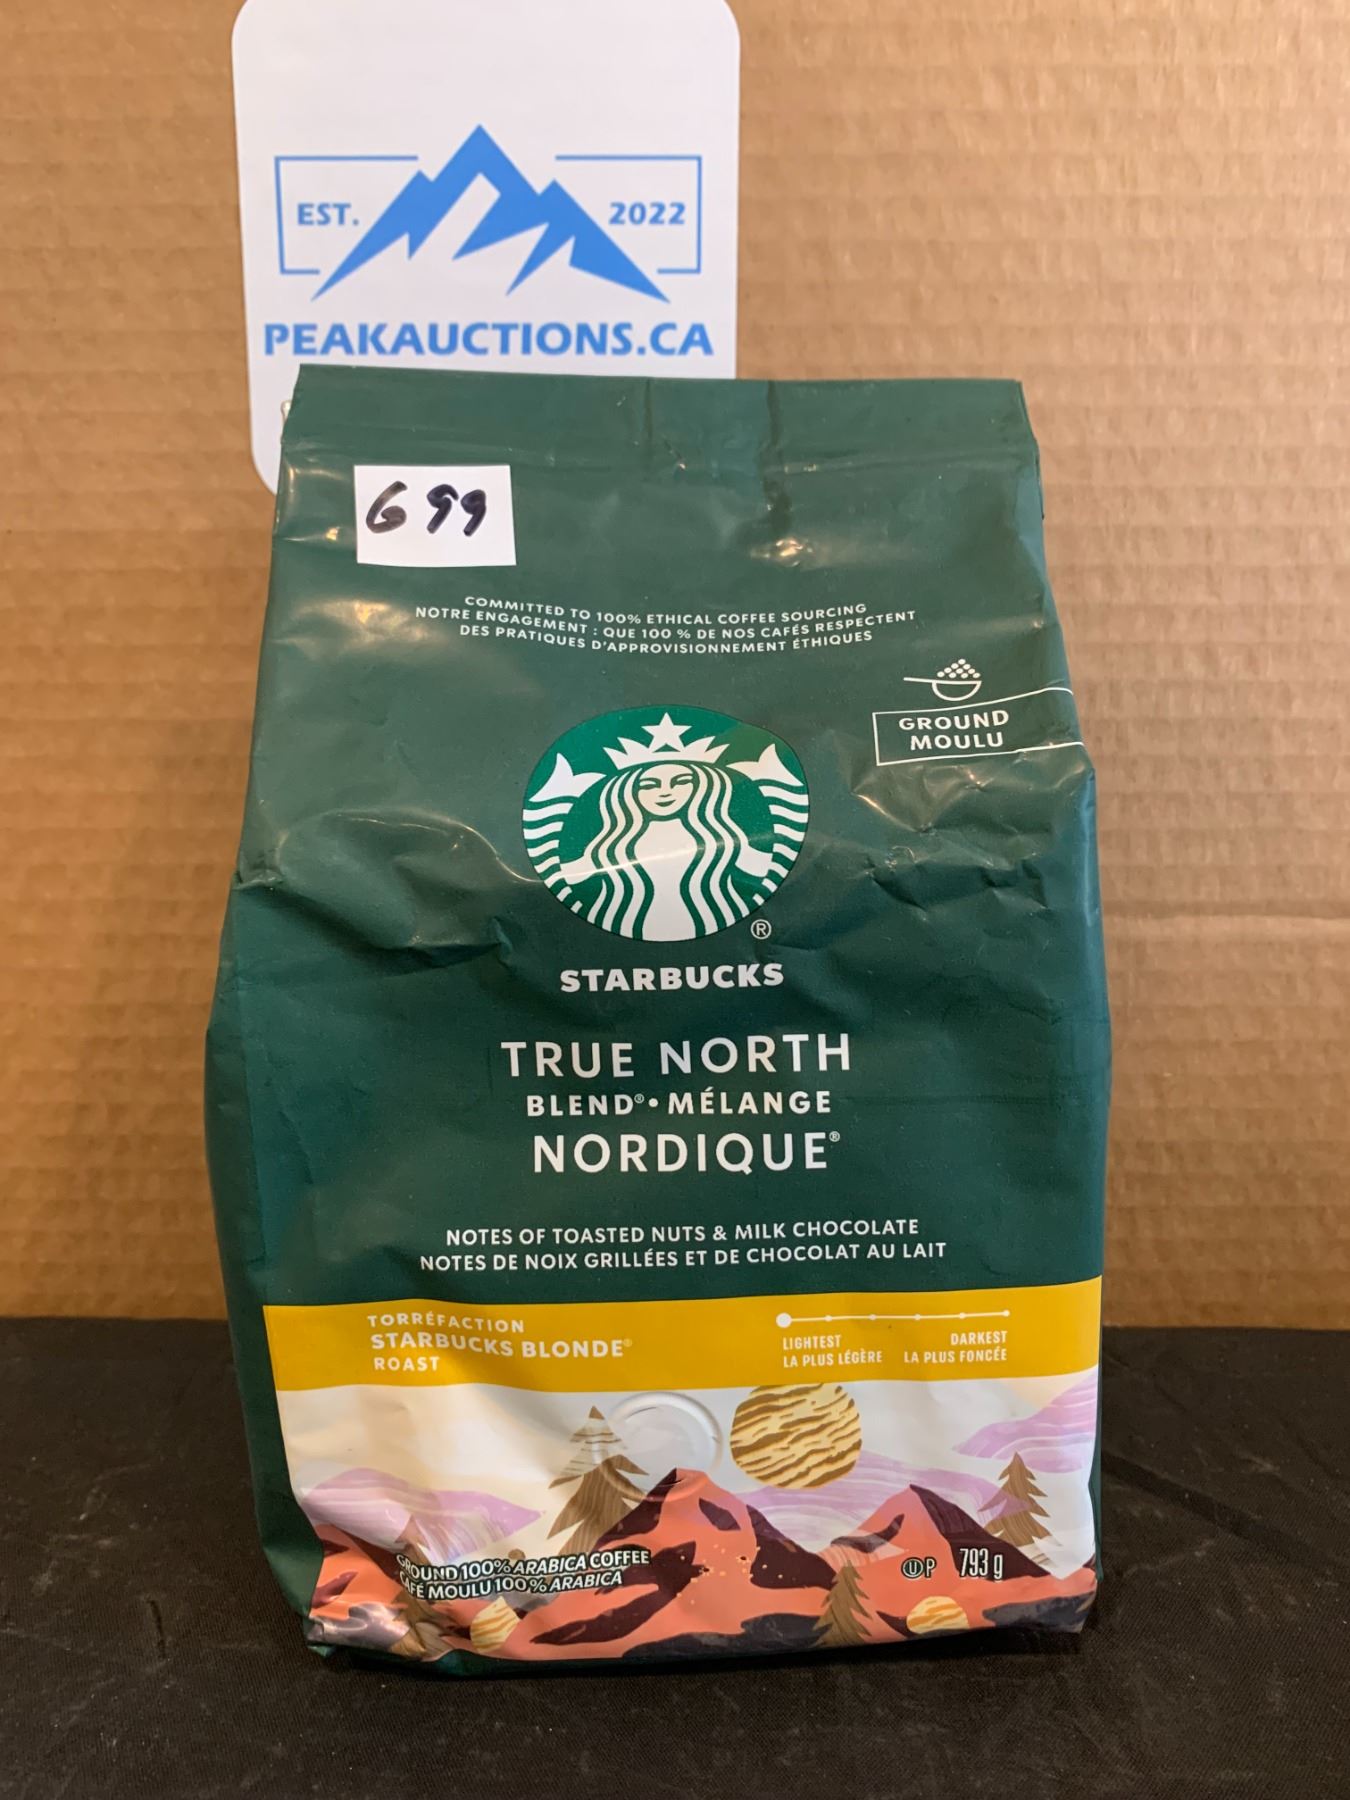 EST. 2022
PEAKAUCTIONS.CA
699
COMMITTED TO 100% ETHICAL COFFEE SOURCING
NOTRE ENGAGEMENT : QUE 100 % DE NOS CAFÉS RESPECTENT
DES PRATIQUES D'APPROVISIONNEMENT ÉTHIQUES
GROUND
MOULU
®
STARBUCKS
TRUE NORTH
BLEND®•MÉLANGE
NORDIQUE®
NOTES OF TOASTED NUTS & MILK CHOCOLATE
NOTES DE NOIX GRILLÉES ET DE CHOCOLAT AU LAIT
TORRÉFACTION
STARBUCKS BLONDE®
ROAST
LIGHTEST DARKEST
LA PLUS LÉGÈRE LA PLUS FONCÉE
GROUND 100% ARABICA COFFEE
CAFÉ MOULU 100% ARABICA
Ⓤ P 793 g